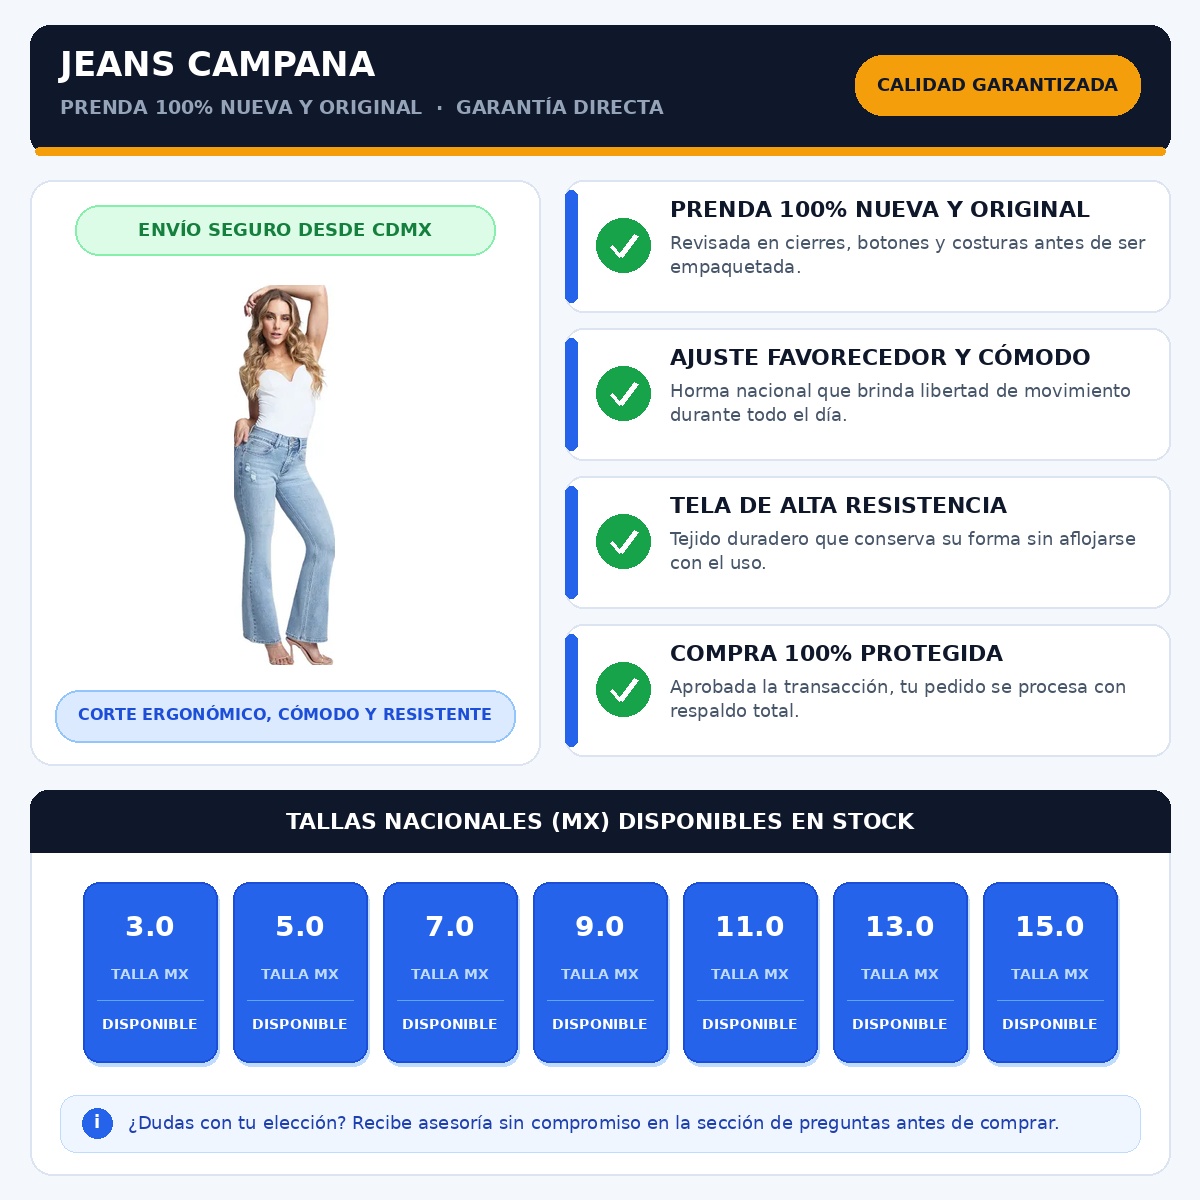 JEANS CAMPANA
PRENDA 100% NUEVA Y ORIGINAL · GARANTÍA DIRECTA
CALIDAD GARANTIZADA
ENVÍO SEGURO DESDE CDMX
CORTE ERGONÓMICO, CÓMODO Y RESISTENTE
PRENDA 100% NUEVA Y ORIGINAL
Revisada en cierres, botones y costuras antes de ser
empaquetada.
AJUSTE FAVORECEDOR Y CÓMODO
Horma nacional que brinda libertad de movimiento
durante todo el día.
TELA DE ALTA RESISTENCIA
Tejido duradero que conserva su forma sin aflojarse
con el uso.
COMPRA 100% PROTEGIDA
Aprobada la transacción, tu pedido se procesa con
respaldo total.
TALLAS NACIONALES (MX) DISPONIBLES EN STOCK
3.0 5.0 7.0 9.0 11.0 13.0 15.0
TALLA MX TALLA MX TALLA MX TALLA MX TALLA MX TALLA MX TALLA MX
DISPONIBLE DISPONIBLE DISPONIBLE DISPONIBLE DISPONIBLE DISPONIBLE DISPONIBLE
i ¿Dudas con tu elección? Recibe asesoría sin compromiso en la sección de preguntas antes de comprar.